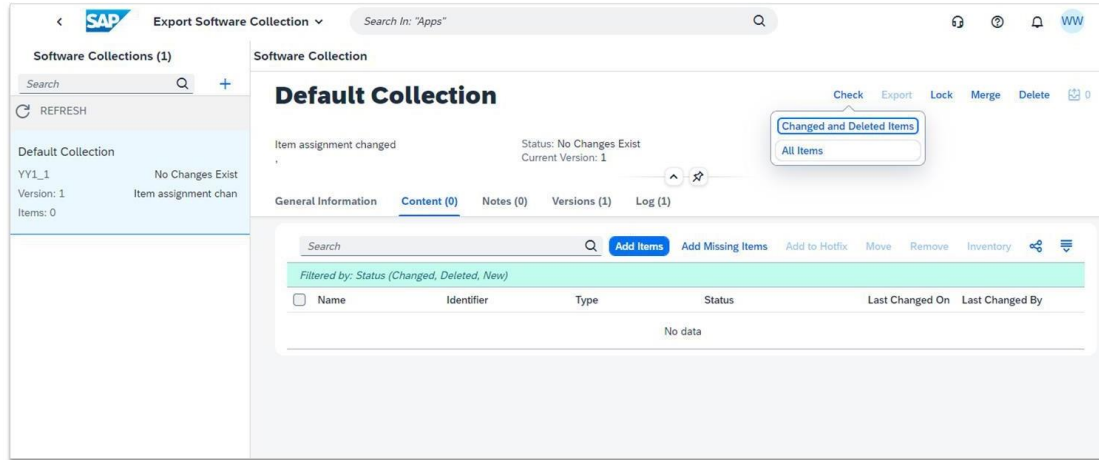 SAP
Export Software Collection
Search In: "Apps"
WW
Software Collections (1)
Search
REFRESH
Default Collection
YY1_1 No Changes Exist
Version: 1 Item assignment chan
Items: 0
Software Collection
Default Collection
Check Export Lock Merge Delete 0
Changed and Deleted Items
All Items
Item assignment changed
,
Status: No Changes Exist
Current Version: 1
General Information Content (0) Notes (0) Versions (1) Log (1)
Search Add Items Add Missing Items Add to Hotfix Move Remove Inventory
Filtered by: Status (Changed, Deleted, New)
Name Identifier Type Status Last Changed On Last Changed By
No data